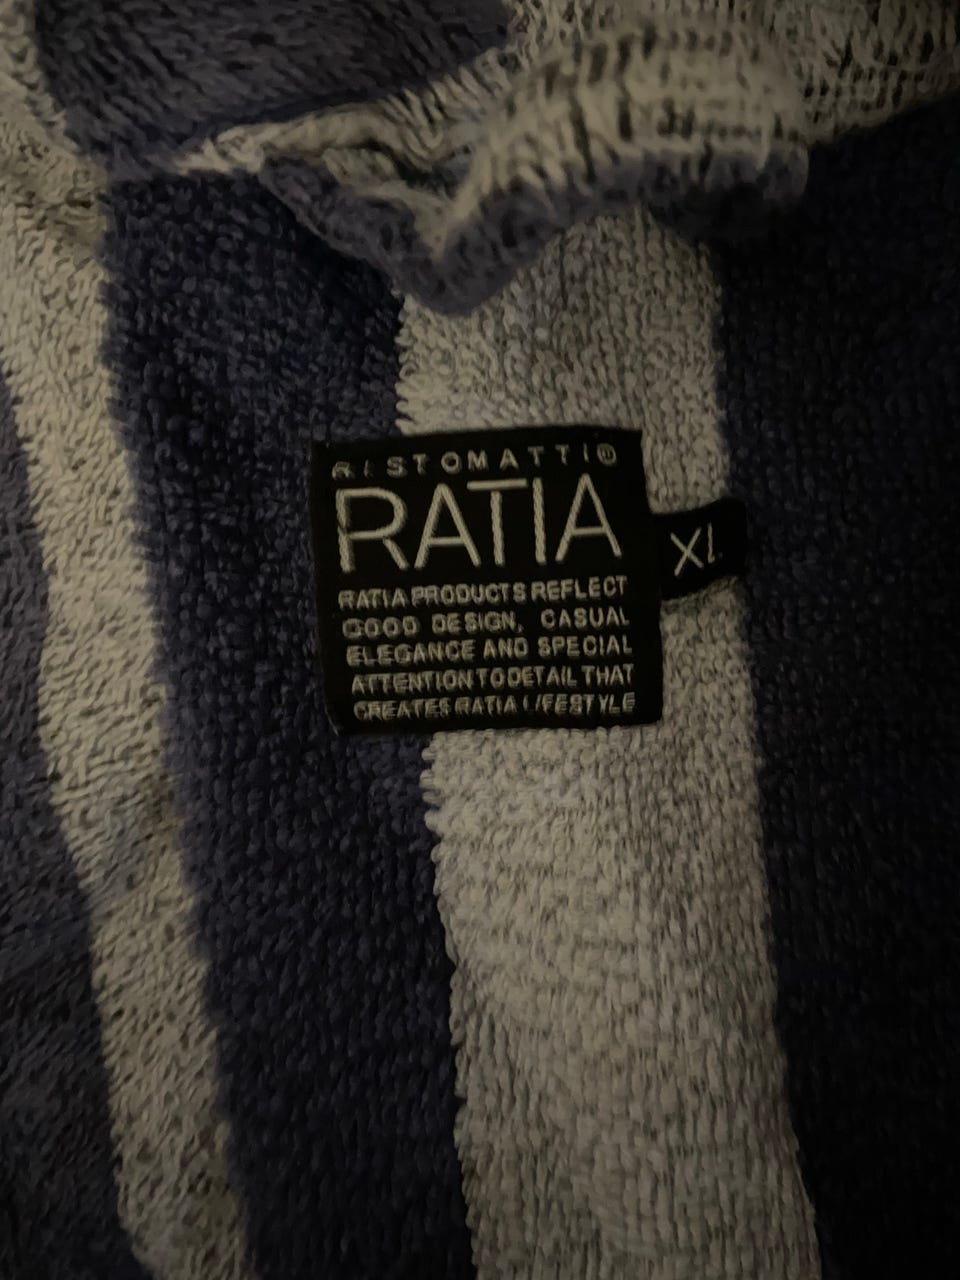 RISTOMATTI®
RATIA
XL
RATIA PRODUCTS REFLECT
GOOD DESIGN, CASUAL
ELEGANCE AND SPECIAL
ATTENTION TO DETAIL THAT
CREATES RATIA LIFESTYLE